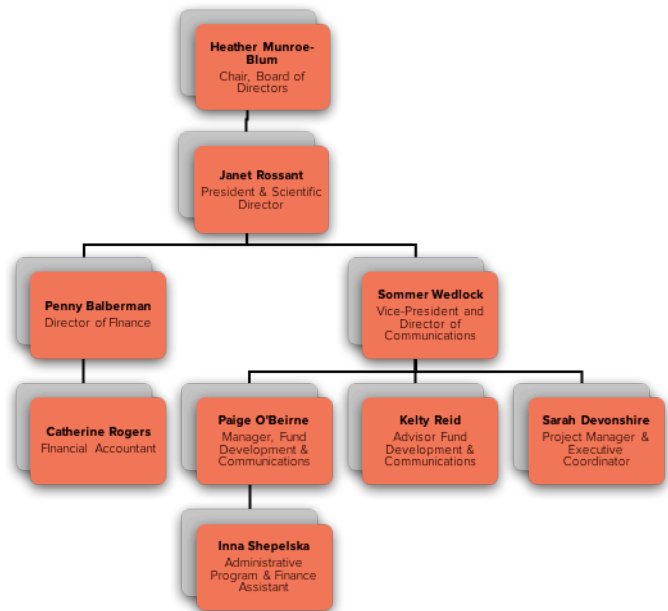 Heather Munroe-
Blum
Chair, Board of
Directors
Janet Rossant
President & Scientific
Director
Penny Balberman
Director of FInance
Sommer Wedlock
Vice-President and
Director of
Communications
Catherine Rogers
FInancial Accountant
Paige O'Beirne
Manager, Fund
Development &
Communications
Kelty Reid
Advisor Fund
Development &
Communications
Sarah Devonshire
Project Manager &
Executive
Coordinator
Inna Shepelska
Administrative
Program & Finance
Assistant